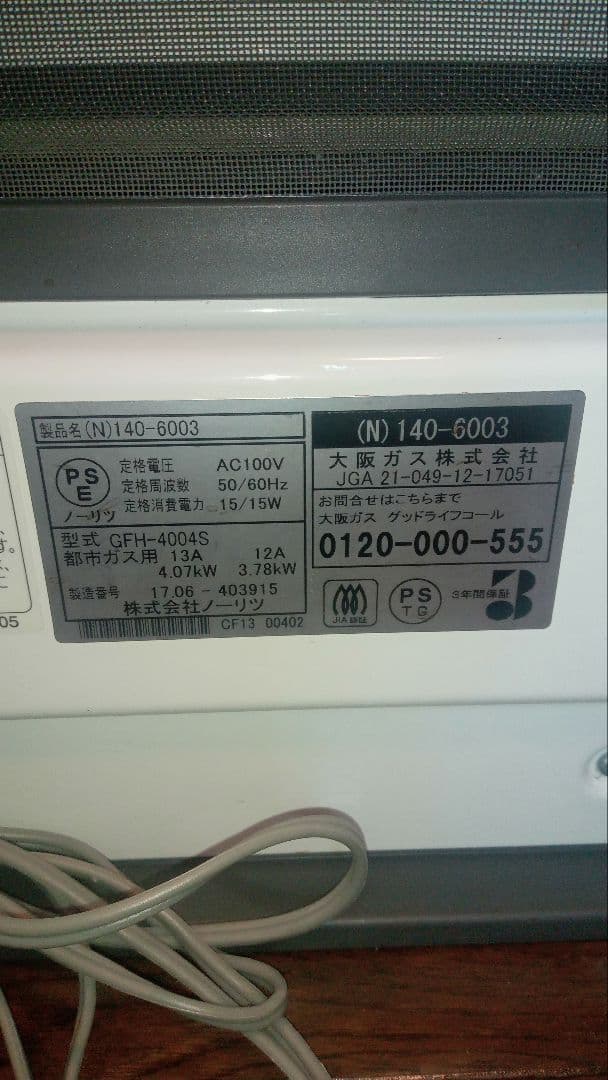 製品名 (N)140-6003
PS
E
ノーリツ
定格電圧 AC100V
定格周波数 50/60Hz
定格消費電力 15/15W
型式 GFH-4004S
都市ガス用 13A 12A
4.07kW 3.78kW
製造番号 17.06 - 403915
株式会社ノーリツ
CF13 00402
(N)140-6003
大阪ガス株式会社
JGA 21-049-12-17051
お問合せはこちらまで
大阪ガス グッドライフコール
0120-000-555
JIA 認証
PS
TG
3年間保証
3
す。
05